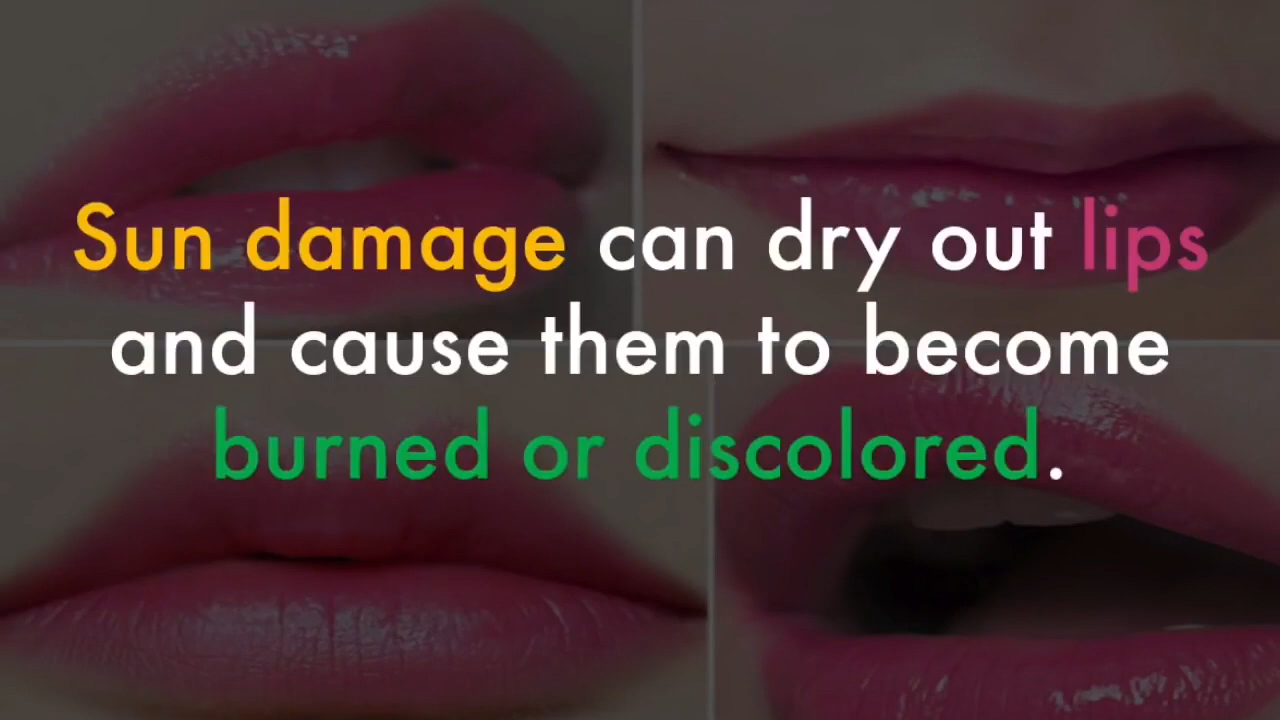 Sun damage can dry out lips
and cause them to become
burned or discolored.